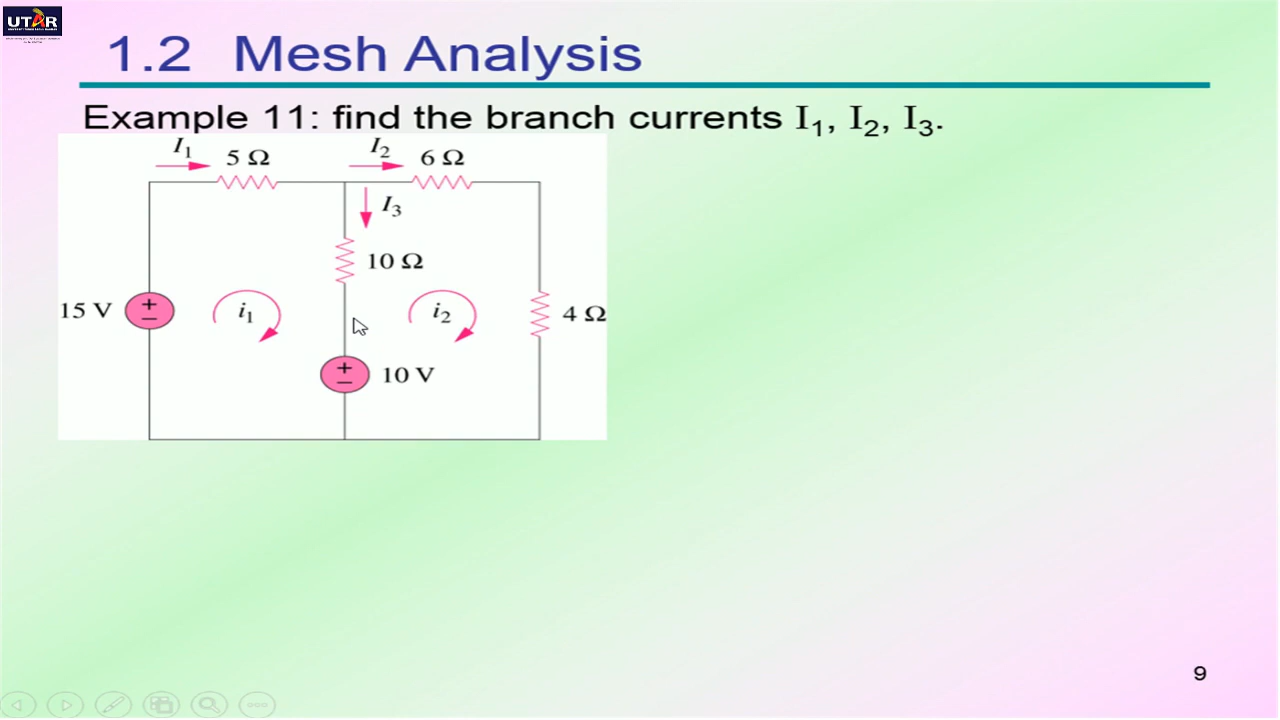 UTAR
1.2 Mesh Analysis
Example 11: find the branch currents I₁, I₂, I₃.
I₁ 5 Ω I₂ 6 Ω
I₃
10 Ω
15 V + − i₁ i₂ 4 Ω
+ − 10 V
9